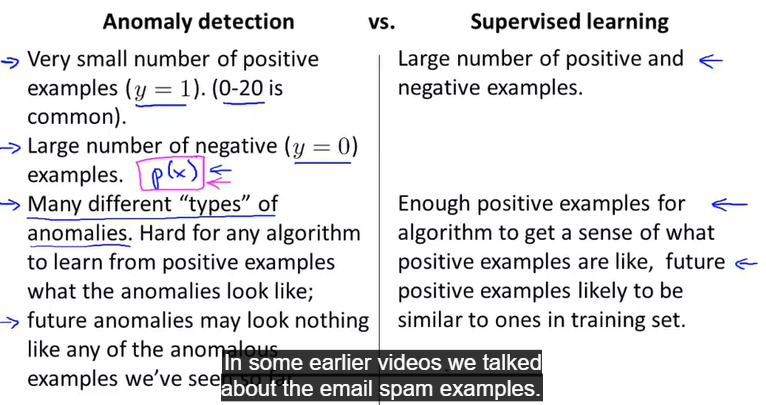 Anomaly detection vs. Supervised learning
Very small number of positive
examples (y = 1). (0-20 is
common).
Large number of negative (y = 0)
examples. p(x)
Many different “types” of
anomalies. Hard for any algorithm
to learn from positive examples
what the anomalies look like;
future anomalies may look nothing
like any of the anomalous
examples we’ve seen
Large number of positive and
negative examples.
Enough positive examples for
algorithm to get a sense of what
positive examples are like, future
positive examples likely to be
similar to ones in training set.
In some earlier videos we talked
about the email spam examples.